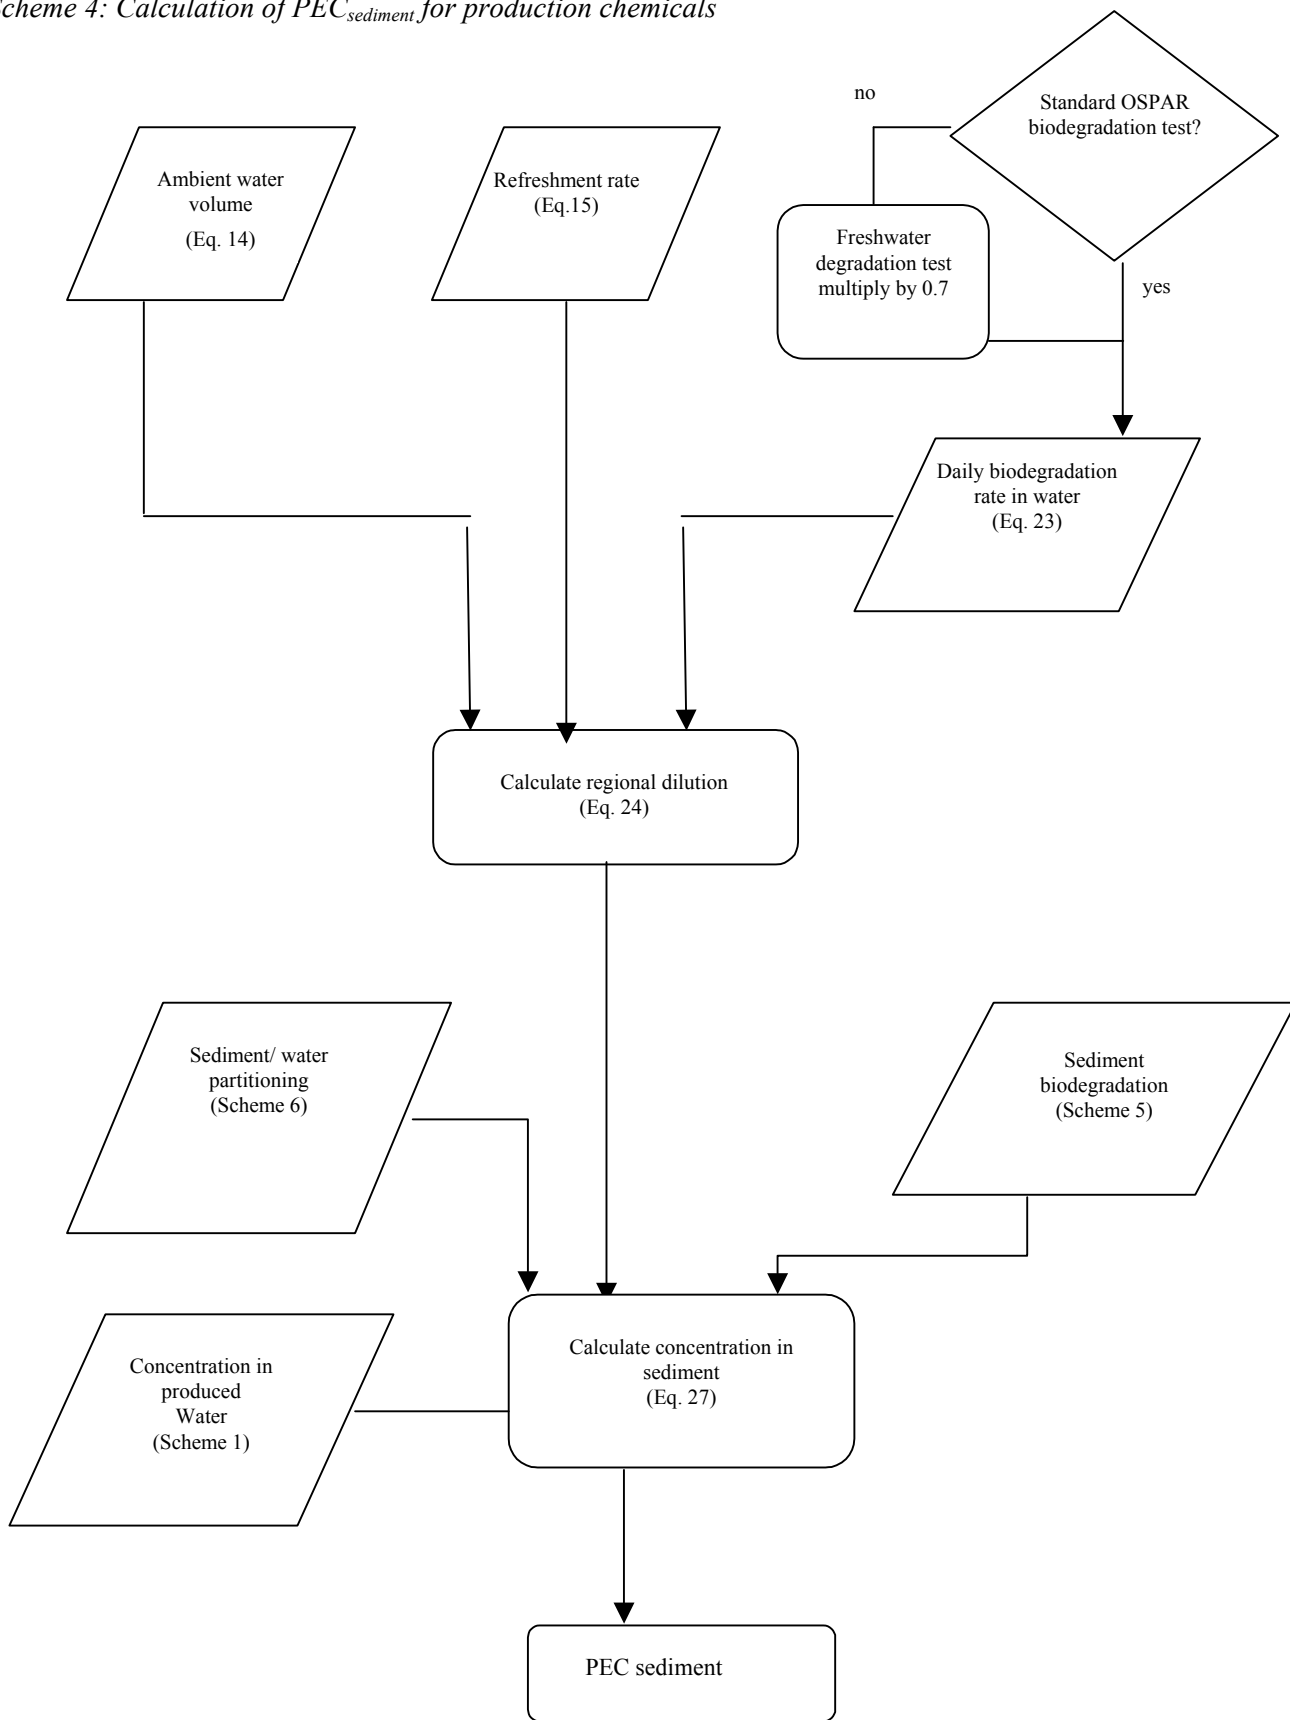 Scheme 4: Calculation of PECsediment for production chemicals
no
Standard OSPAR
biodegradation test?
Ambient water
volume
(Eq. 14)
Refreshment rate
(Eq.15)
Freshwater
degradation test
multiply by 0.7
yes
Daily biodegradation
rate in water
(Eq. 23)
Calculate regional dilution
(Eq. 24)
Sediment/ water
partitioning
(Scheme 6)
Sediment
biodegradation
(Scheme 5)
Calculate concentration in
sediment
(Eq. 27)
Concentration in
produced
Water
(Scheme 1)
PEC sediment